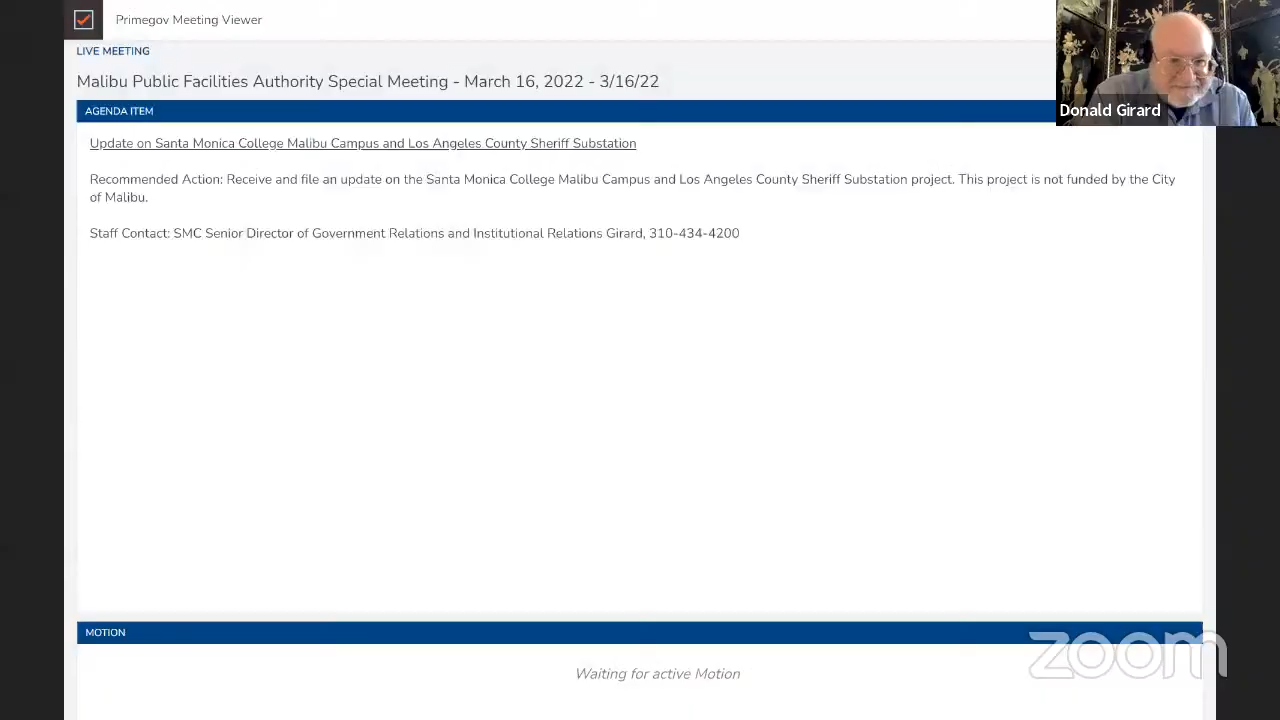 Primegov Meeting Viewer
LIVE MEETING
Malibu Public Facilities Authority Special Meeting - March 16, 2022 - 3/16/22
Donald Girard
AGENDA ITEM
Update on Santa Monica College Malibu Campus and Los Angeles County Sheriff Substation
Recommended Action: Receive and file an update on the Santa Monica College Malibu Campus and Los Angeles County Sheriff Substation project. This project is not funded by the City
of Malibu.
Staff Contact: SMC Senior Director of Government Relations and Institutional Relations Girard, 310-434-4200
MOTION
Waiting for active Motion
zoom